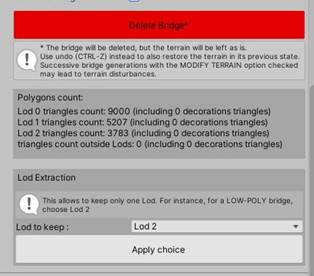 Delete Bridge*
* The bridge will be deleted, but the terrain will be left as is.
Use undo (CTRL-Z) instead to also restore the terrain in its previous state.
Successive bridge generations with the MODIFY TERRAIN option checked
may lead to terrain disturbances.
Polygons count:
Lod 0 triangles count: 9000 (including 0 decorations triangles)
Lod 1 triangles count: 5207 (including 0 decorations triangles)
Lod 2 triangles count: 3783 (including 0 decorations triangles)
triangles count outside Lods: 0 (including 0 decorations triangles)
Lod Extraction
This allows to keep only one Lod. For instance, for a LOW-POLY bridge,
choose Lod 2
Lod to keep :
Lod 2
Apply choice